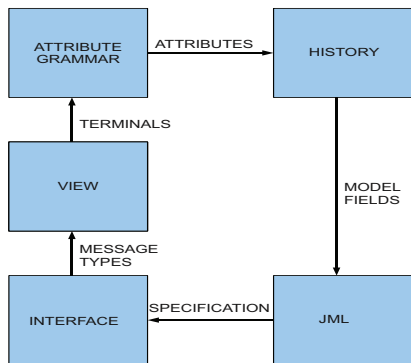 ATTRIBUTE
GRAMMAR
ATTRIBUTES
HISTORY
TERMINALS
VIEW
MODEL
FIELDS
MESSAGE
TYPES
INTERFACE
SPECIFICATION
JML